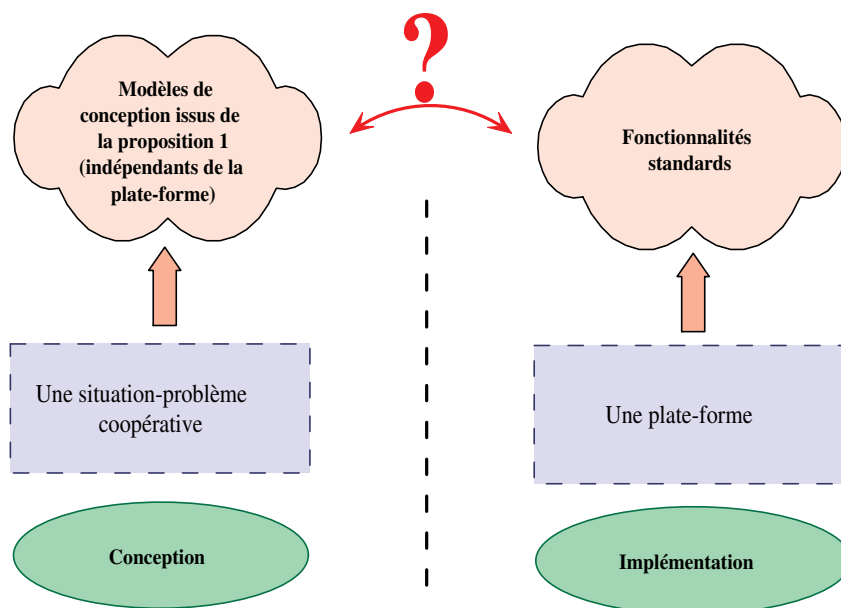 ?
Modèles de
conception issus de
la proposition 1
(indépendants de la
plate-forme)
Fonctionnalités
standards
Une situation-problème
coopérative
Une plate-forme
Conception
Implémentation